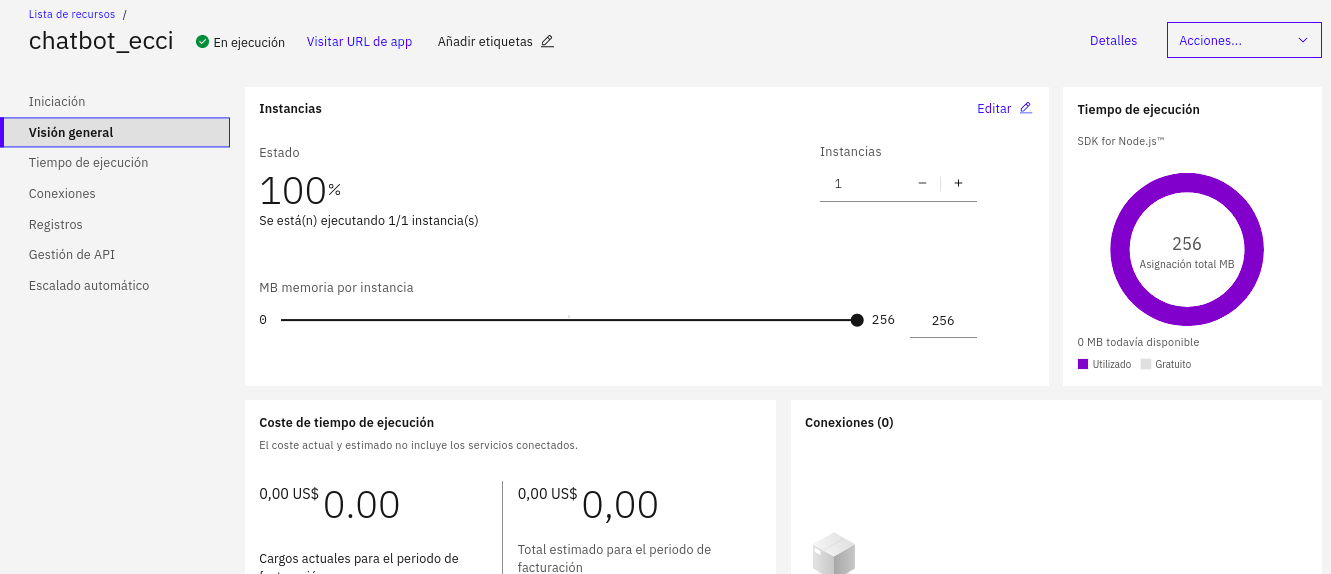 Lista de recursos /
chatbot_ecci
En ejecución
Visitar URL de app
Añadir etiquetas
Detalles
Acciones...
Iniciación
Visión general
Tiempo de ejecución
Conexiones
Registros
Gestión de API
Escalado automático
Instancias
Editar
Estado
100%
Se está(n) ejecutando 1/1 instancia(s)
Instancias
1 − +
MB memoria por instancia
0 256 256
Tiempo de ejecución
SDK for Node.js™
256
Asignación total MB
0 MB todavía disponible
Utilizado Gratuito
Coste de tiempo de ejecución
El coste actual y estimado no incluye los servicios conectados.
0,00 US$ 0.00
Cargos actuales para el periodo de
0,00 US$ 0,00
Total estimado para el periodo de
facturación
Conexiones (0)